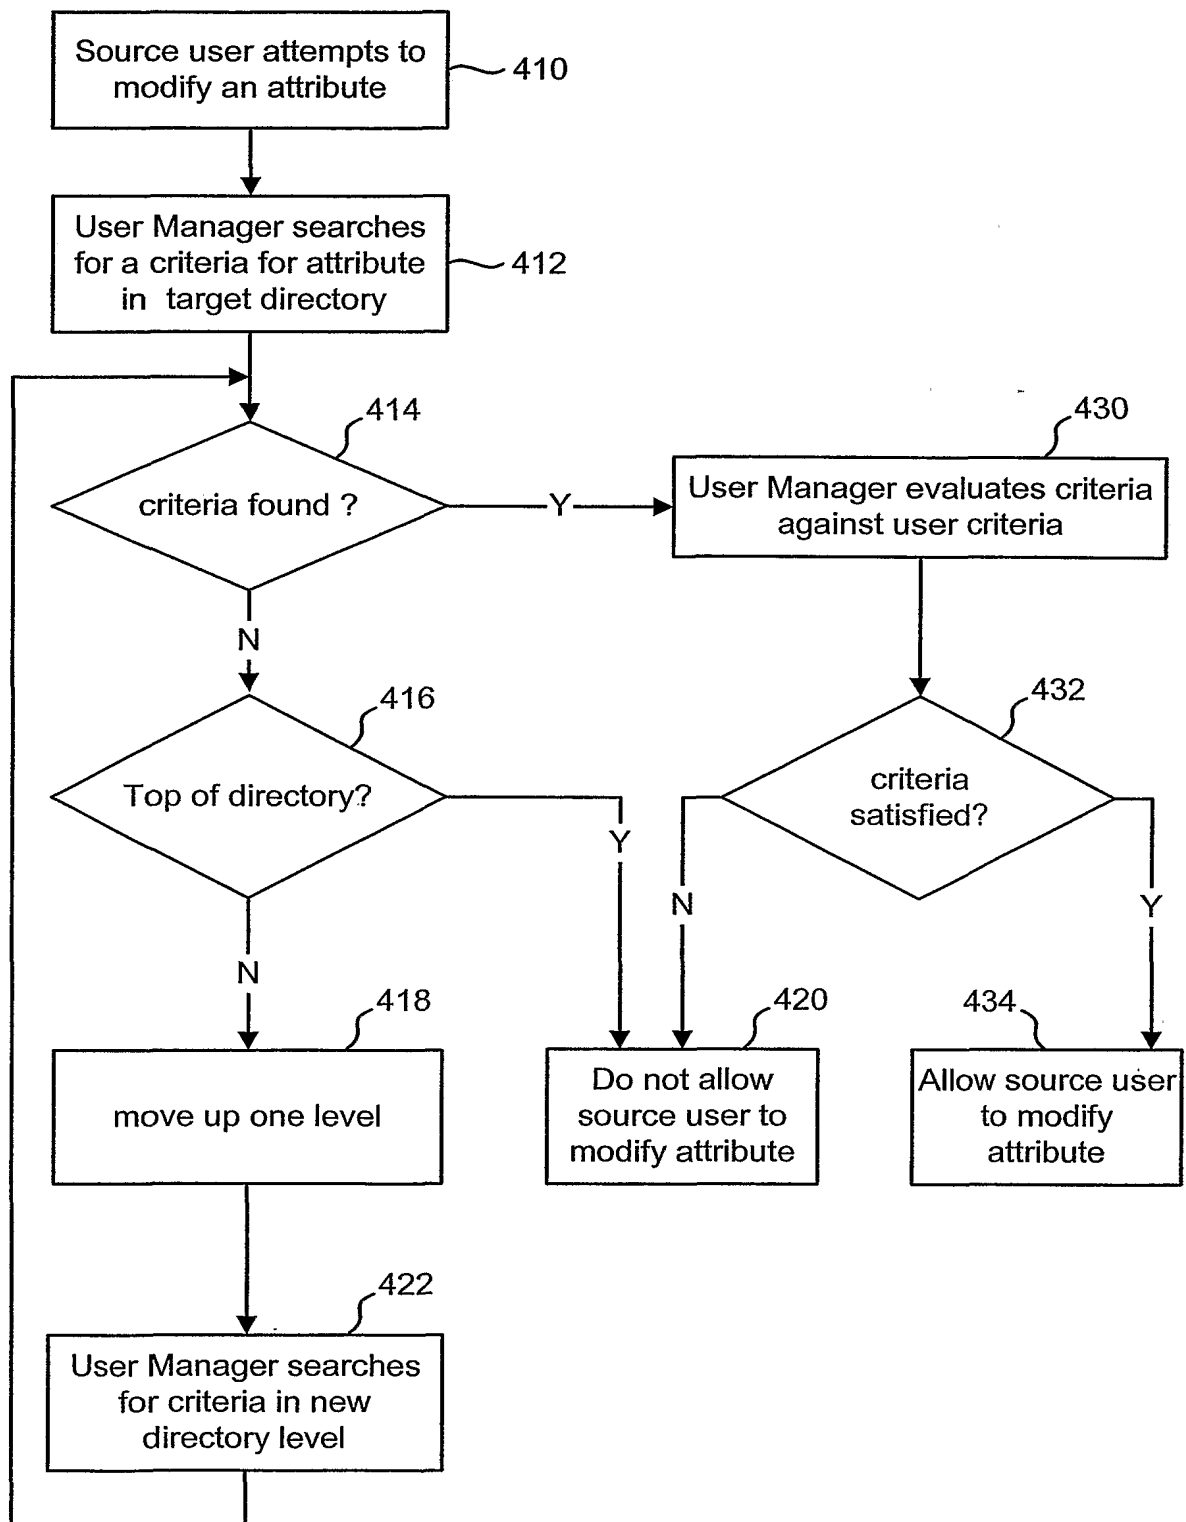 Source user attempts to
modify an attribute
410
User Manager searches
for a criteria for attribute
in target directory
412
414
criteria found ?
Y
430
User Manager evaluates criteria
against user criteria
N
416
Top of directory?
Y
432
criteria
satisfied?
N
Y
N
418
move up one level
420
Do not allow
source user to
modify attribute
434
Allow source user
to modify
attribute
422
User Manager searches
for criteria in new
directory level